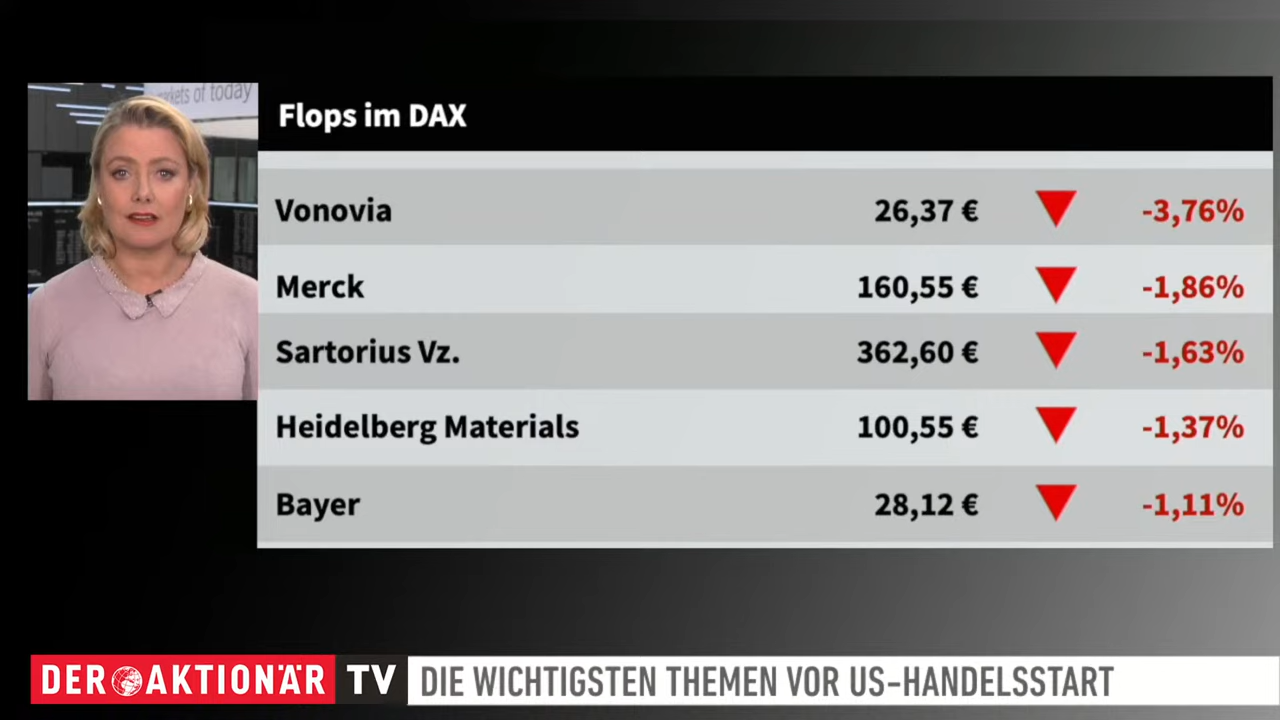 markets of today
Flops im DAX
Vonovia 26,37 € -3,76%
Merck 160,55 € -1,86%
Sartorius Vz. 362,60 € -1,63%
Heidelberg Materials 100,55 € -1,37%
Bayer 28,12 € -1,11%
DER AKTIONÄR TV DIE WICHTIGSTEN THEMEN VOR US-HANDELSSTART